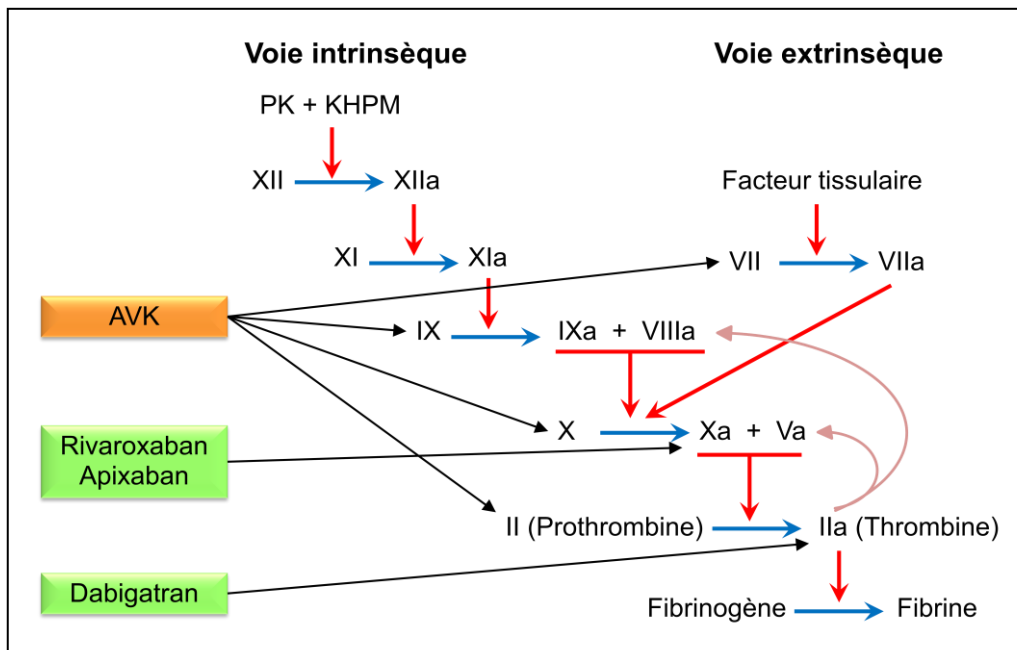 Voie intrinsèque Voie extrinsèque
PK + KHPM
XII XIIa Facteur tissulaire
XI XIa VII VIIa
AVK IX IXa + VIIIa
X Xa + Va
Rivaroxaban
Apixaban
II (Prothrombine) IIa (Thrombine)
Dabigatran
Fibrinogène Fibrine